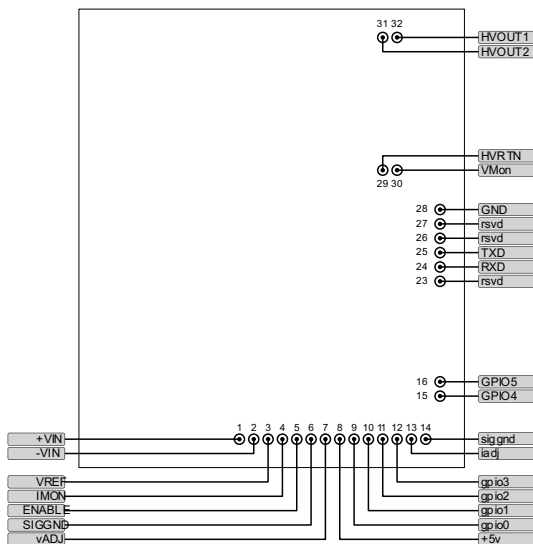 31 32
HVOUT1
HVOUT2
HVRTN
VMon
29 30
28 GND
27 rsvd
26 rsvd
25 TXD
24 RXD
23 rsvd
16 GPIO5
15 GPIO4
1 2 3 4 5 6 7 8 9 10 11 12 13 14
+VIN
-VIN
siggnd
iadj
VREF
IMON
ENABLE
SIGGND
vADJ
gpio3
gpio2
gpio1
gpio0
+5v